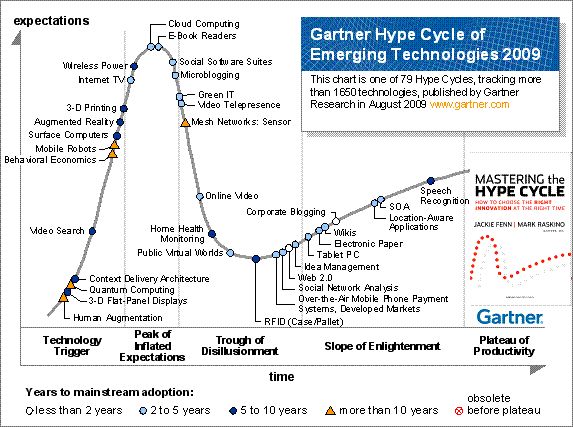 expectations
Cloud Computing
E-Book Readers
Wireless Power
Internet TV
Social Software Suites
Microblogging
Green IT
Video Telepresence
3-D Printing
Augmented Reality
Surface Computers
Mobile Robots
Behavioral Economics
Mesh Networks: Sensor
Gartner Hype Cycle of
Emerging Technologies 2009
This chart is one of 79 Hype Cycles, tracking more
than 1650 technologies, published by Gartner
Research in August 2009 www.gartner.com
Online Video
Video Search
Home Health
Monitoring
Public Virtual Worlds
Corporate Blogging
Wikis
Electronic Paper
Tablet PC
Idea Management
Web 2.0
Social Network Analysis
Over-the-Air Mobile Phone Payment
Systems, Developed Markets
RFID (Case/Pallet)
Speech
Recognition
SOA
Location-Aware
Applications
Context Delivery Architecture
Quantum Computing
3-D Flat-Panel Displays
Human Augmentation
MASTERING the
HYPE CYCLE
HOW TO CHOOSE THE RIGHT
INNOVATION AT THE RIGHT TIME
JACKIE FENN | MARK RASKINO
Gartner
Technology
Trigger
Peak of
Inflated
Expectations
Trough of
Disillusionment
Slope of Enlightenment
Plateau of
Productivity
time
Years to mainstream adoption:
less than 2 years
2 to 5 years
5 to 10 years
more than 10 years
obsolete
before plateau